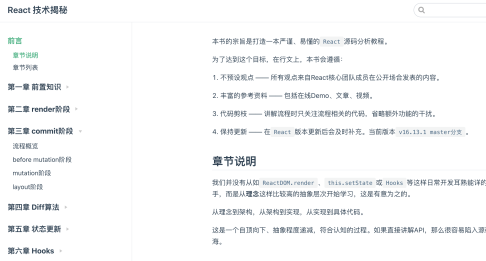 React 技术揭秘
前言
章节说明
章节列表
第一章 前置知识
第二章 render阶段
第三章 commit阶段
流程概览
before mutation阶段
mutation阶段
layout阶段
第四章 Diff算法
第五章 状态更新
第六章 Hooks
本书的宗旨是打造一本严谨、易懂的 React 源码分析教程。
为了达到这个目标，在行文上，本书会遵循：
1. 不预设观点 —— 所有观点来自React核心团队成员在公开场合发表的内容。
2. 丰富的参考资料 —— 包括在线Demo、文章、视频。
3. 代码剪枝 —— 讲解流程时只关注流程相关的代码，省略额外功能的干扰。
4. 保持更新 —— 在 React 版本更新后会及时补充。当前版本 v16.13.1 master分支 。
章节说明
我们并没有从如 ReactDOM.render 、 this.setState 或 Hooks 等这样日常开发耳熟能详的
手，而是从理念这样比较高的抽象层次开始学习，这是有意为之的。
从理念到架构，从架构到实现，从实现到具体代码。
这是一个自顶向下、抽象程度递减，符合认知的过程。如果直接讲解API，那么很容易陷入源
海。